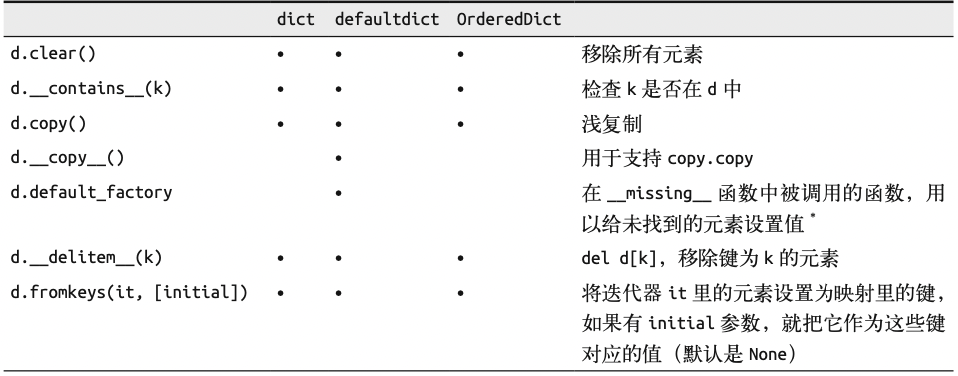 dict defaultdict OrderedDict
d.clear() • • • 移除所有元素
d.__contains__(k) • • • 检查 k 是否在 d 中
d.copy() • • • 浅复制
d.__copy__() • 用于支持 copy.copy
d.default_factory • 在 __missing__ 函数中被调用的函数，用
以给未找到的元素设置值*
d.__delitem__(k) • • • del d[k]，移除键为 k 的元素
d.fromkeys(it, [initial]) • • • 将迭代器 it 里的元素设置为映射里的键，
如果有 initial 参数，就把它作为这些键
对应的值（默认是 None）